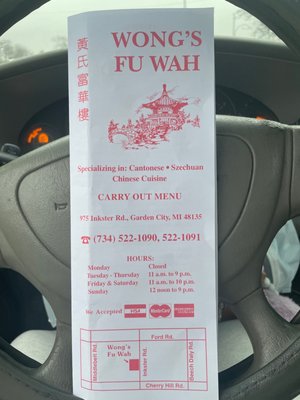 黃氏富華樓
WONG'S
FU WAH
Specializing in: Cantonese • Szechuan
Chinese Cuisine
CARRY OUT MENU
975 Inkster Rd., Garden City, MI 48135
☎ (734) 522-1090, 522-1091
HOURS:
Monday Closed
Tuesday - Thursday 11 a.m. to 9 p.m.
Friday & Saturday 11 a.m. to 10 p.m.
Sunday 12 noon to 9 p.m.
We Accepted VISA MasterCard
Ford Rd.
Middlebelt Rd.
Wong's
Fu Wah
Inkster Rd.
Beech Daly Rd.
Cherry Hill Rd.